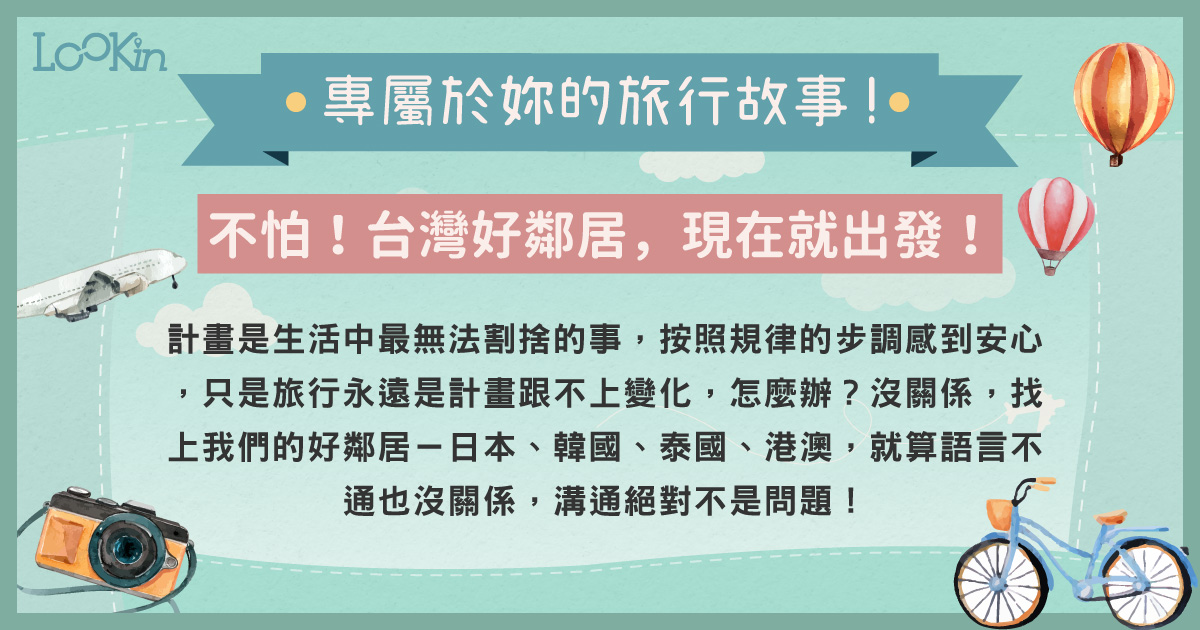 LooKin
專屬於妳的旅行故事！
不怕！台灣好鄰居，現在就出發！
計畫是生活中最無法割捨的事，按照規律的步調感到安心
，只是旅行永遠是計畫跟不上變化，怎麼辦？沒關係，找
上我們的好鄰居－日本、韓國、泰國、港澳，就算語言不
通也沒關係，溝通絕對不是問題！